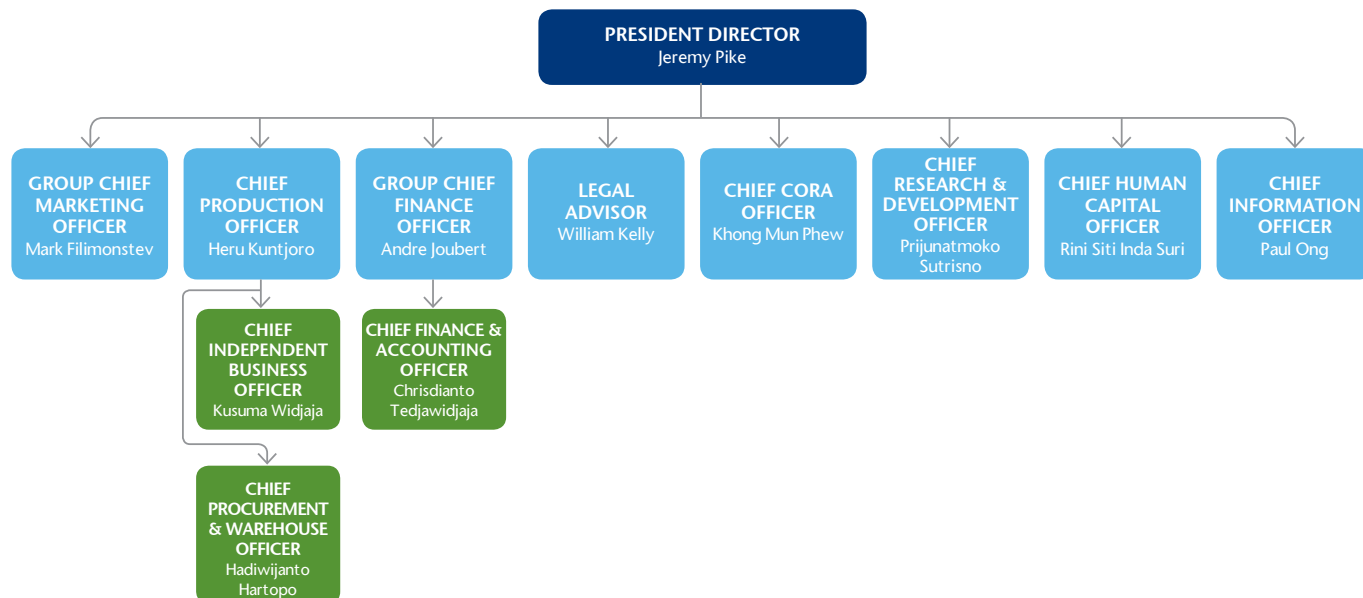 PRESIDENT DIRECTOR
Jeremy Pike
GROUP CHIEF
MARKETING
OFFICER
Mark Filimonstev
CHIEF
PRODUCTION
OFFICER
Heru Kuntjoro
GROUP CHIEF
FINANCE
OFFICER
Andre Joubert
LEGAL
ADVISOR
William Kelly
CHIEF CORA
OFFICER
Khong Mun Phew
CHIEF
RESEARCH &
DEVELOPMENT
OFFICER
Prijunatmoko
Sutrisno
CHIEF HUMAN
CAPITAL
OFFICER
Rini Siti Inda Suri
CHIEF
INFORMATION
OFFICER
Paul Ong
CHIEF
INDEPENDENT
BUSINESS
OFFICER
Kusuma Widjaja
CHIEF FINANCE &
ACCOUNTING
OFFICER
Chrisdianto
Tedjawidjaja
CHIEF
PROCUREMENT
& WAREHOUSE
OFFICER
Hadiwijanto
Hartopo